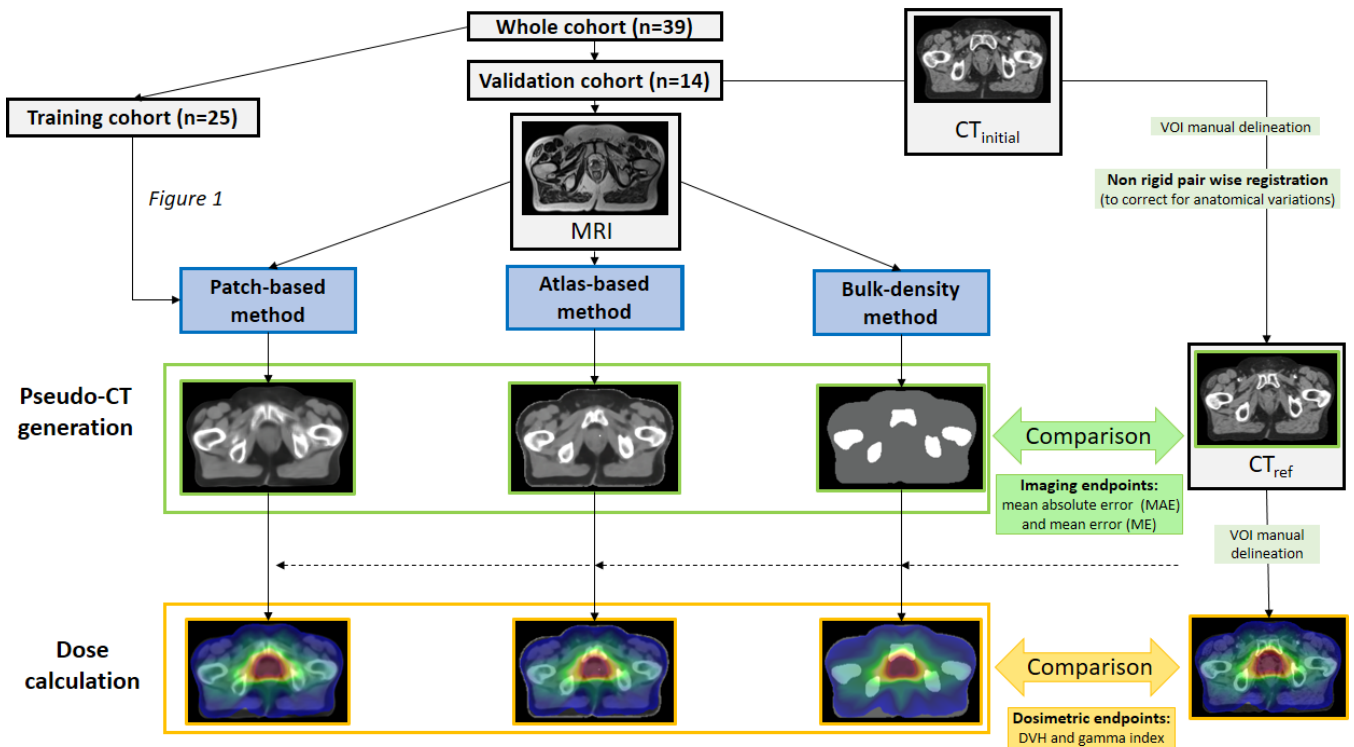 Whole cohort (n=39)
Validation cohort (n=14)
Training cohort (n=25)
CTinitial
VOI manual delineation
Figure 1
Non rigid pair wise registration
(to correct for anatomical variations)
MRI
Patch-based
method
Atlas-based
method
Bulk-density
method
Pseudo-CT
generation
Comparison
CTref
Imaging endpoints:
mean absolute error (MAE)
and mean error (ME)
VOI manual
delineation
Dose
calculation
Comparison
Dosimetric endpoints:
DVH and gamma index